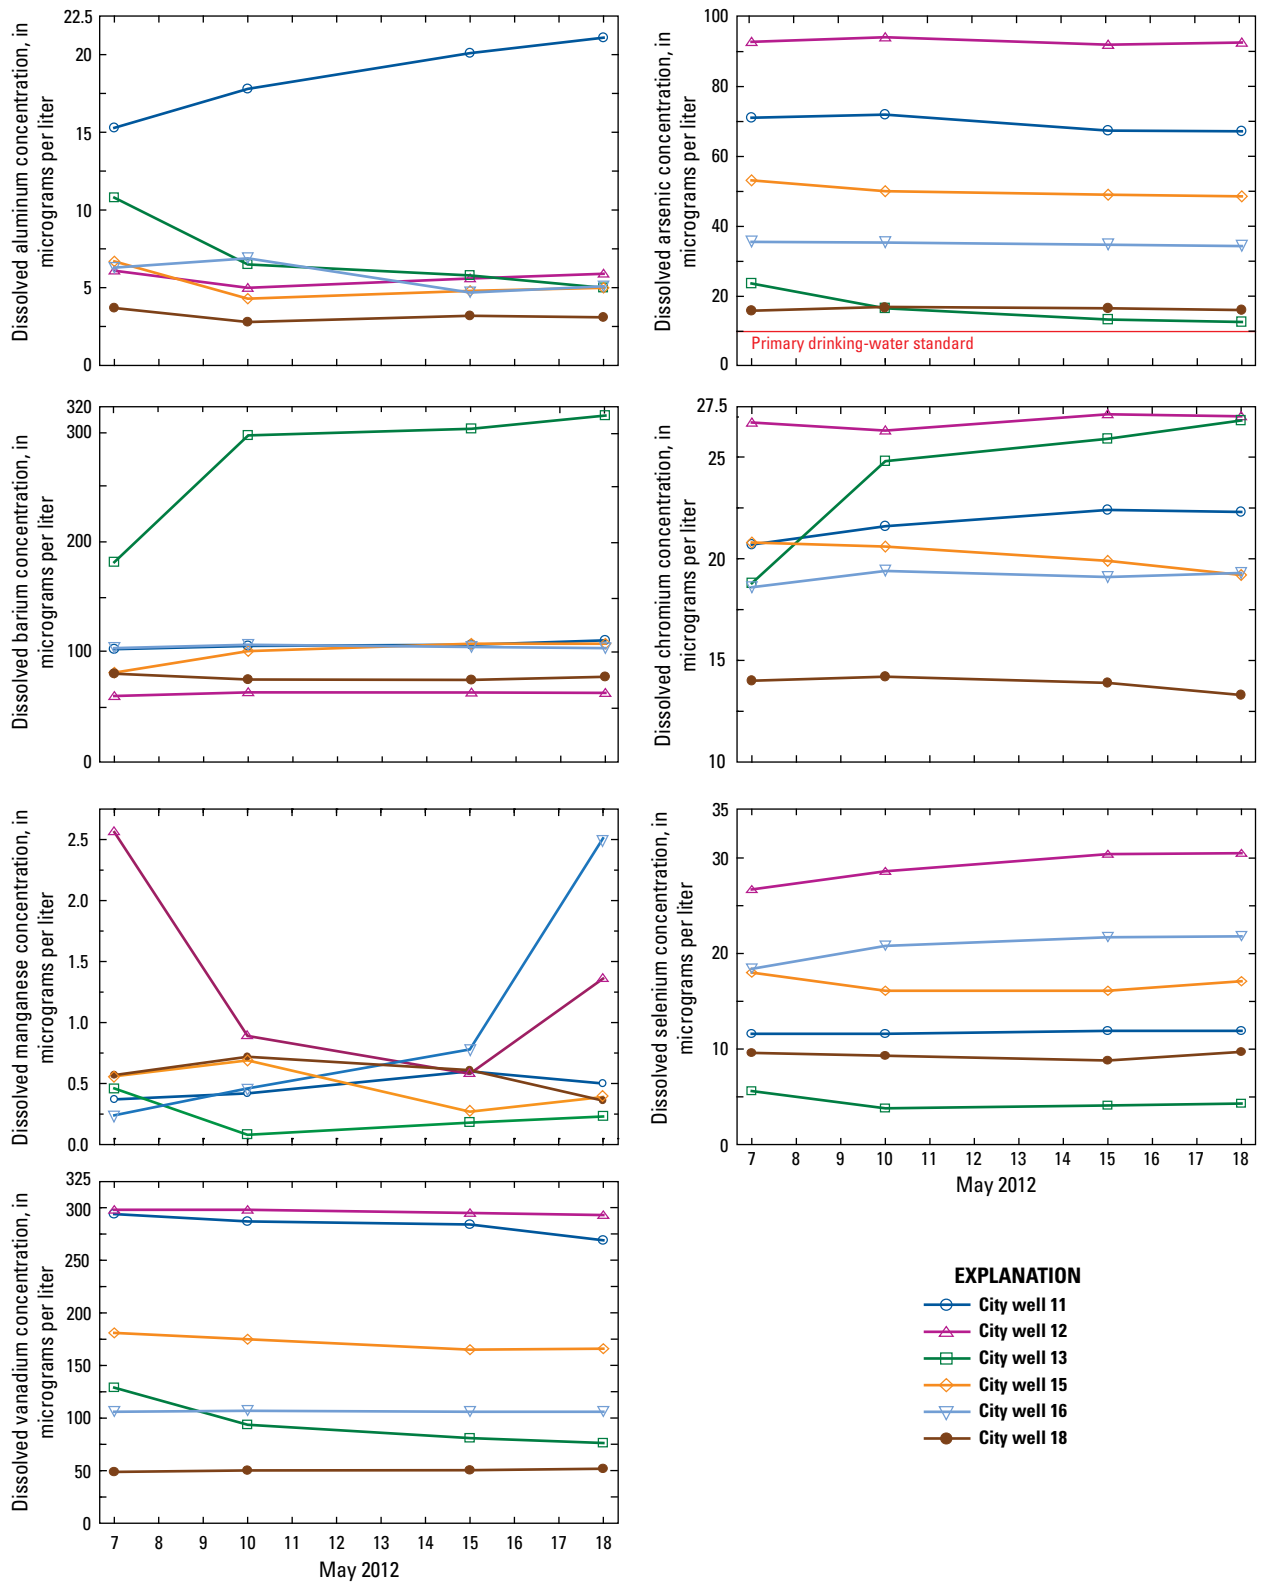 Dissolved aluminum concentration, in
micrograms per liter
22.5
20
15
10
5
0
Dissolved arsenic concentration, in
micrograms per liter
100
80
60
40
20
0
Primary drinking-water standard
Dissolved barium concentration, in
micrograms per liter
320
300
200
100
0
Dissolved chromium concentration, in
micrograms per liter
27.5
25
20
14
10
Dissolved manganese concentration, in
micrograms per liter
2.5
2.0
1.5
1.0
0.5
0.0
Dissolved selenium concentration, in
micrograms per liter
35
30
20
10
0
7 8 9 10 11 12 13 14 15 16 17 18
May 2012
Dissolved vanadium concentration, in
micrograms per liter
325
300
250
200
150
100
50
0
7 8 9 10 11 12 13 14 15 16 17 18
May 2012
EXPLANATION
City well 11
City well 12
City well 13
City well 15
City well 16
City well 18